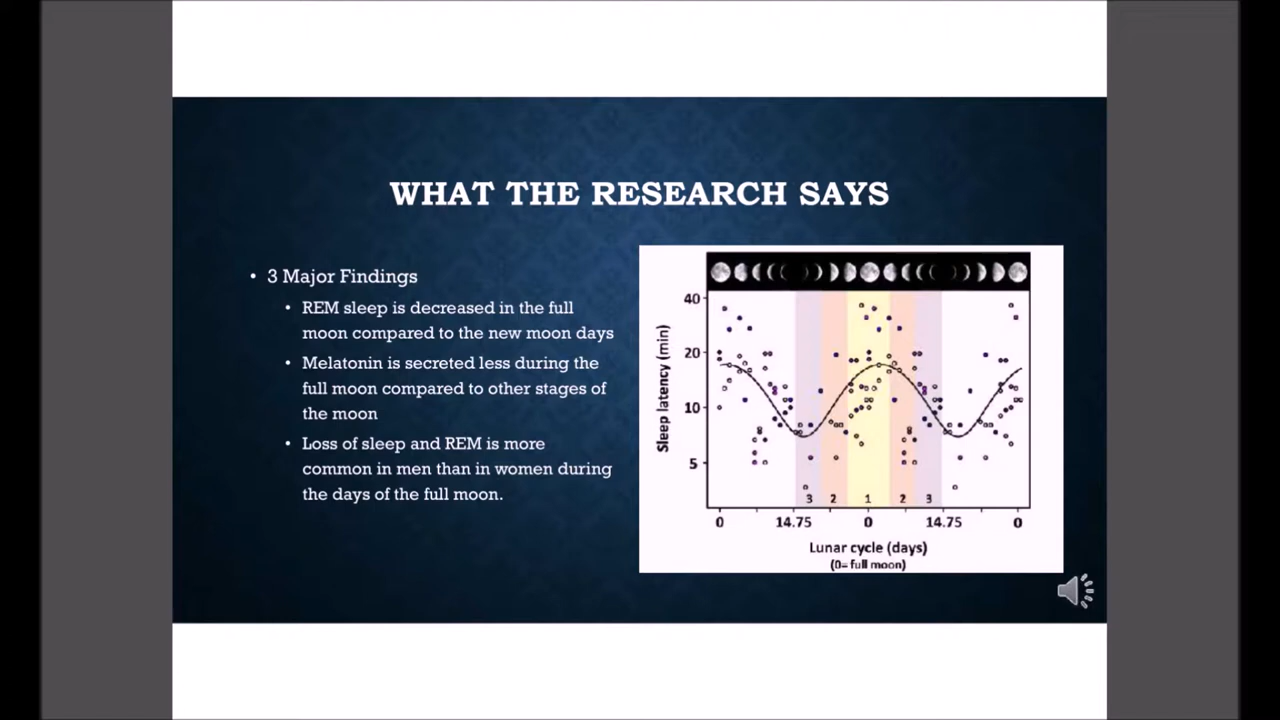 WHAT THE RESEARCH SAYS
• 3 Major Findings
• REM sleep is decreased in the full
moon compared to the new moon days
• Melatonin is secreted less during the
full moon compared to other stages of
the moon
• Loss of sleep and REM is more
common in men than in women during
the days of the full moon.
40
20
10
5
Sleep latency (min)
3 2 1 2 3
0 14.75 0 14.75 0
Lunar cycle (days)
(0= full moon)